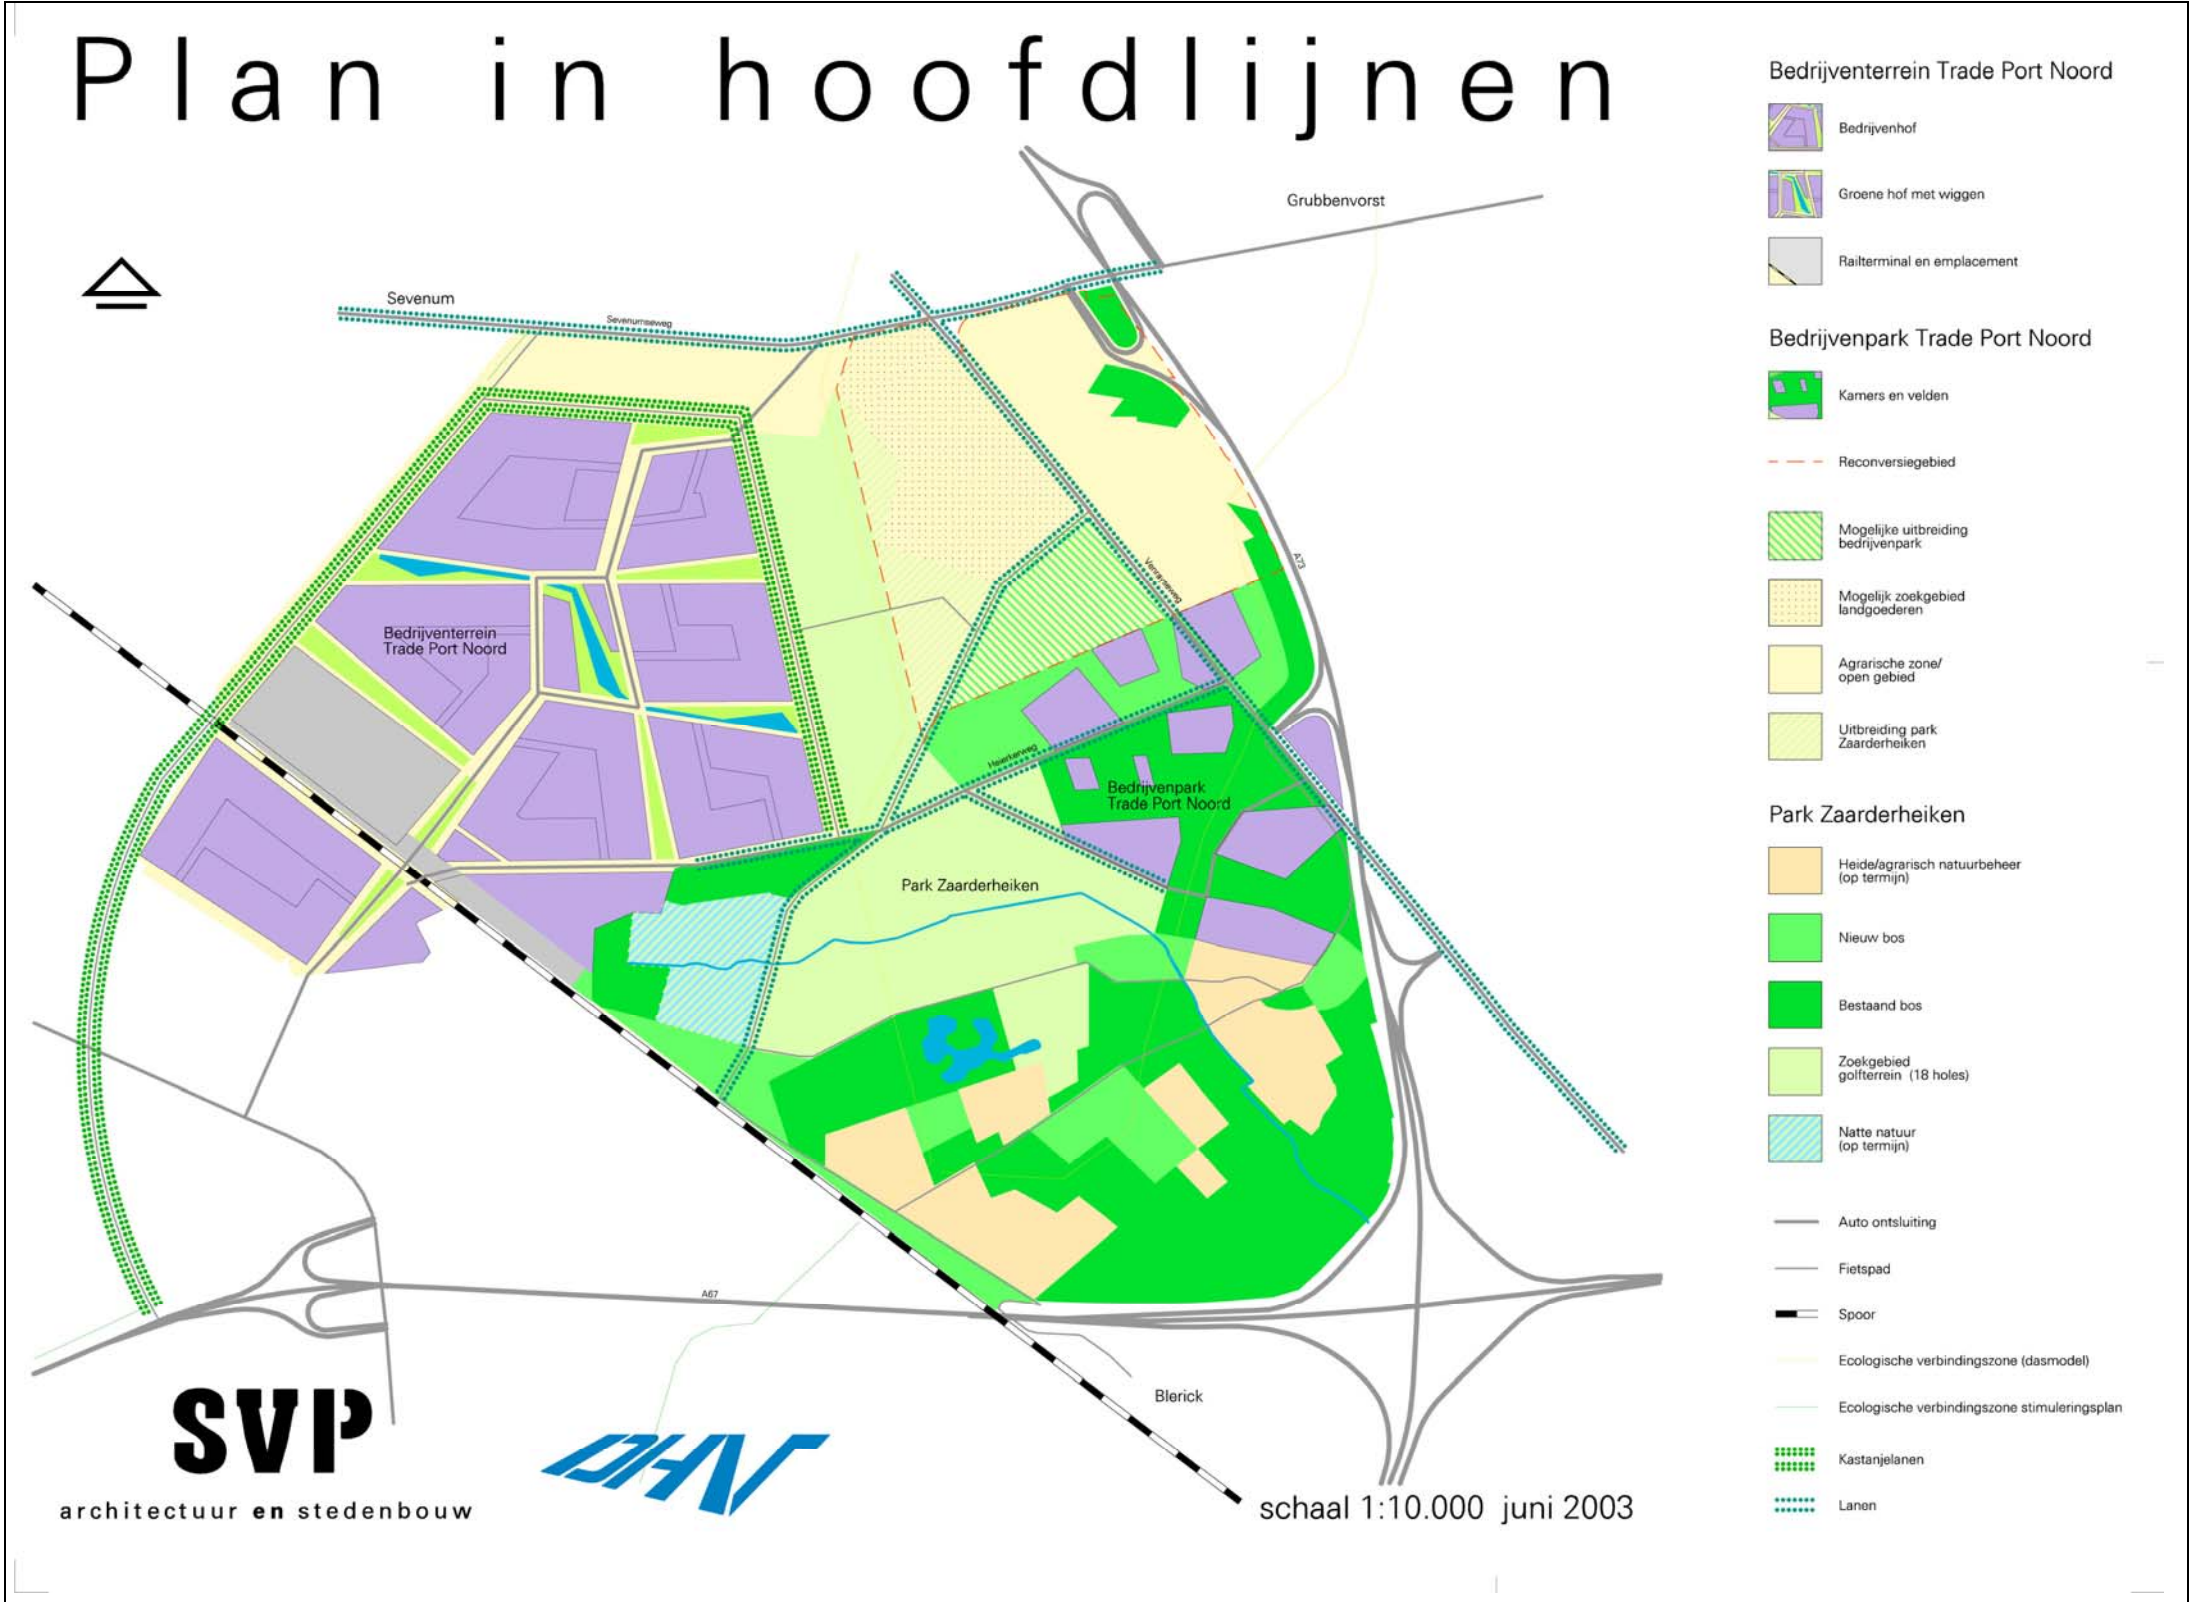 Plan in hoofdlijnen
Grubbenvorst
Sevenum
Sevenumseweg
A73
Venrayseweg
Bedrijventerrein
Trade Port Noord
Heierkerweg
Bedrijvenpark
Trade Port Noord
Park Zaarderheiken
A67
Blerick
SVP
architectuur en stedenbouw
DHV
schaal 1:10.000 juni 2003
Bedrijventerrein Trade Port Noord
Bedrijvenhof
Groene hof met wiggen
Railterminal en emplacement
Bedrijvenpark Trade Port Noord
Kamers en velden
Reconversiegebied
Mogelijke uitbreiding
bedrijvenpark
Mogelijk zoekgebied
landgoederen
Agrarische zone/
open gebied
Uitbreiding park
Zaarderheiken
Park Zaarderheiken
Heide/agrarisch natuurbeheer
(op termijn)
Nieuw bos
Bestaand bos
Zoekgebied
golfterrein (18 holes)
Natte natuur
(op termijn)
Auto ontsluiting
Fietspad
Spoor
Ecologische verbindingszone (dasmodel)
Ecologische verbindingszone stimuleringsplan
Kastanjelanen
Lanen